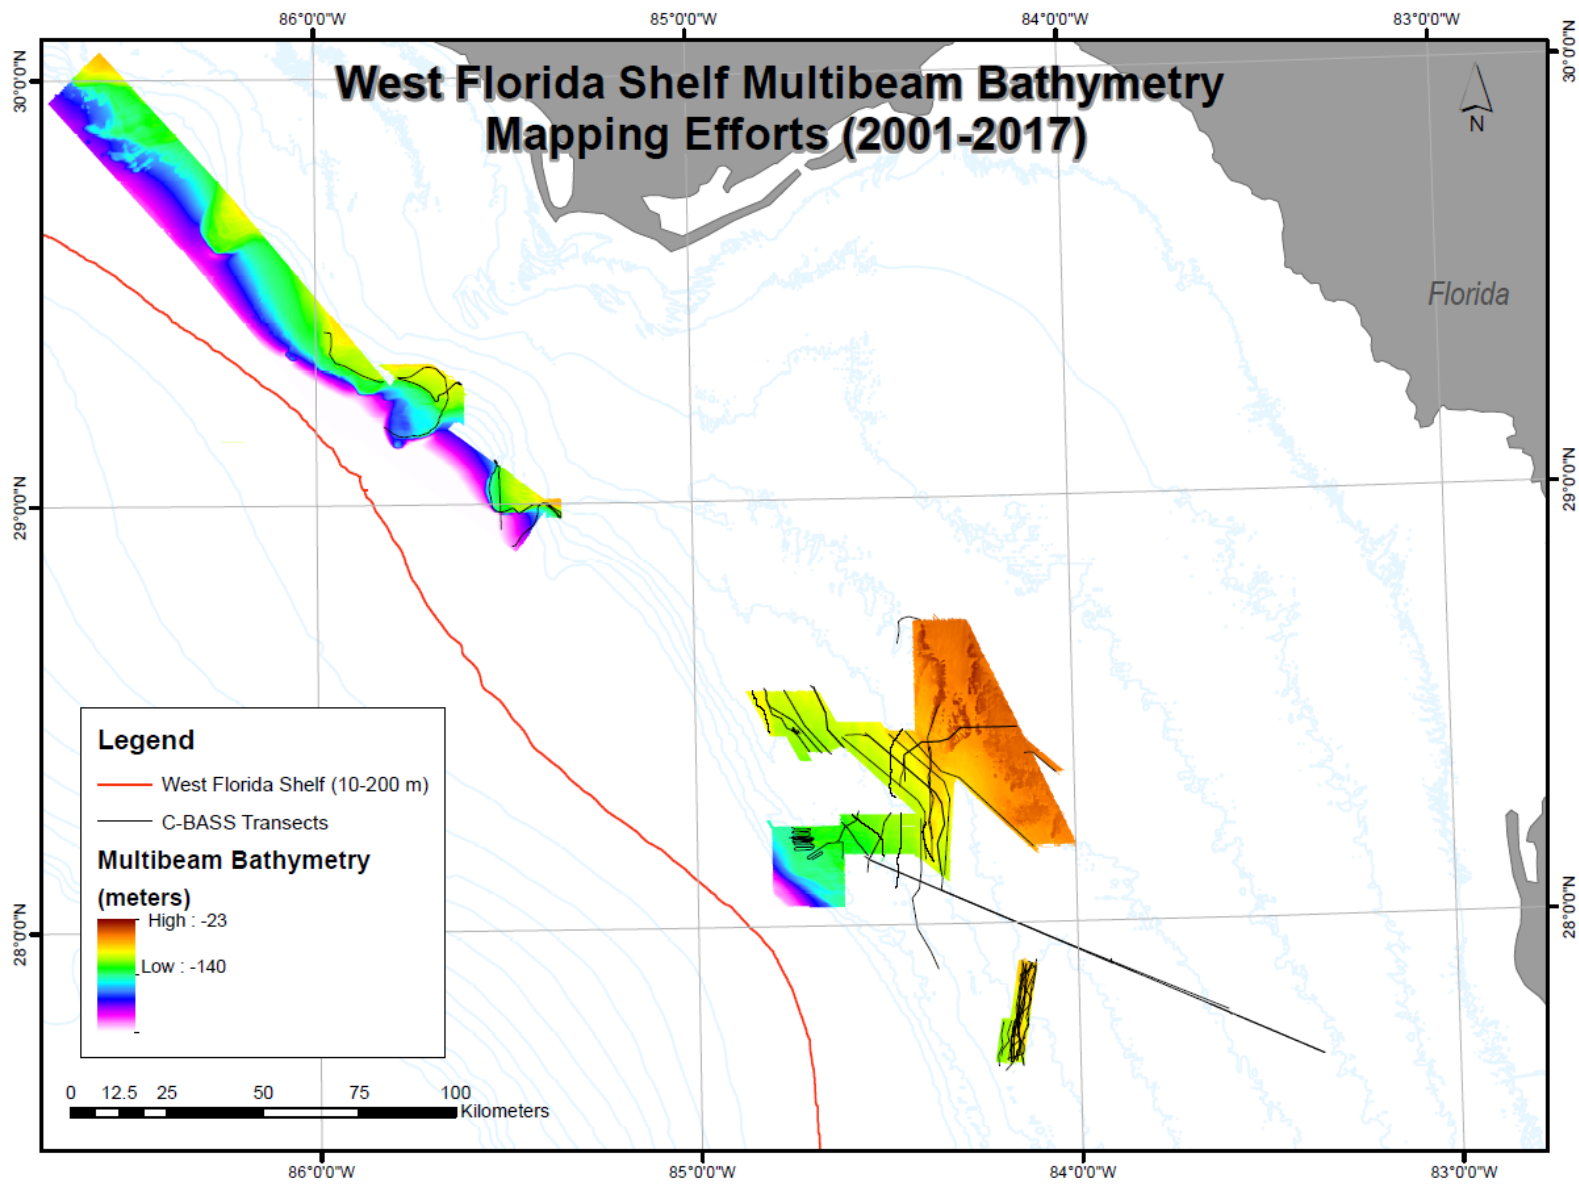 86°0'0"W
85°0'0"W
84°0'0"W
83°0'0"W
West Florida Shelf Multibeam Bathymetry
Mapping Efforts (2001-2017)
N
30°0'0"N
30°0'0"N
Florida
29°0'0"N
29°0'0"N
Legend
West Florida Shelf (10-200 m)
C-BASS Transects
Multibeam Bathymetry
(meters)
High : -23
Low : -140
28°0'0"N
28°0'0"N
0 12.5 25 50 75 100
Kilometers
86°0'0"W
85°0'0"W
84°0'0"W
83°0'0"W